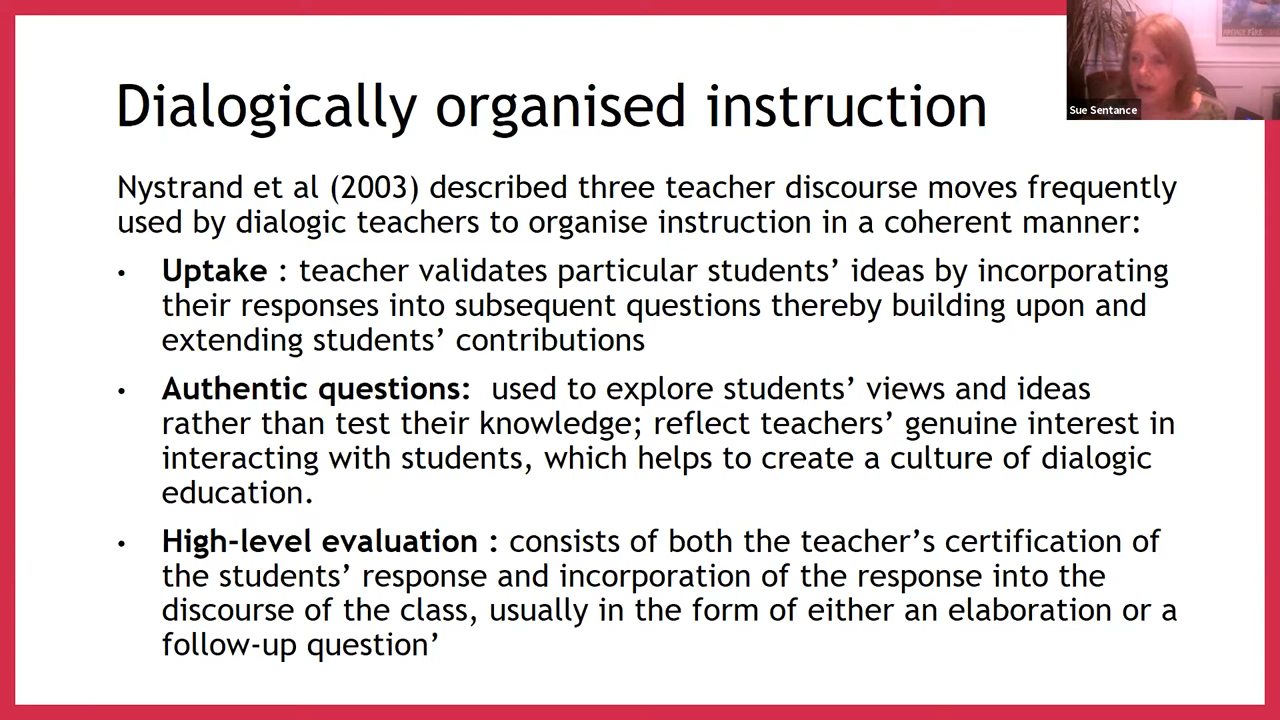 Dialogically organised instruction
Sue Sentance
Nystrand et al (2003) described three teacher discourse moves frequently
used by dialogic teachers to organise instruction in a coherent manner:
• Uptake : teacher validates particular students’ ideas by incorporating
their responses into subsequent questions thereby building upon and
extending students’ contributions
• Authentic questions: used to explore students’ views and ideas
rather than test their knowledge; reflect teachers’ genuine interest in
interacting with students, which helps to create a culture of dialogic
education.
• High-level evaluation : consists of both the teacher’s certification of
the students’ response and incorporation of the response into the
discourse of the class, usually in the form of either an elaboration or a
follow-up question’